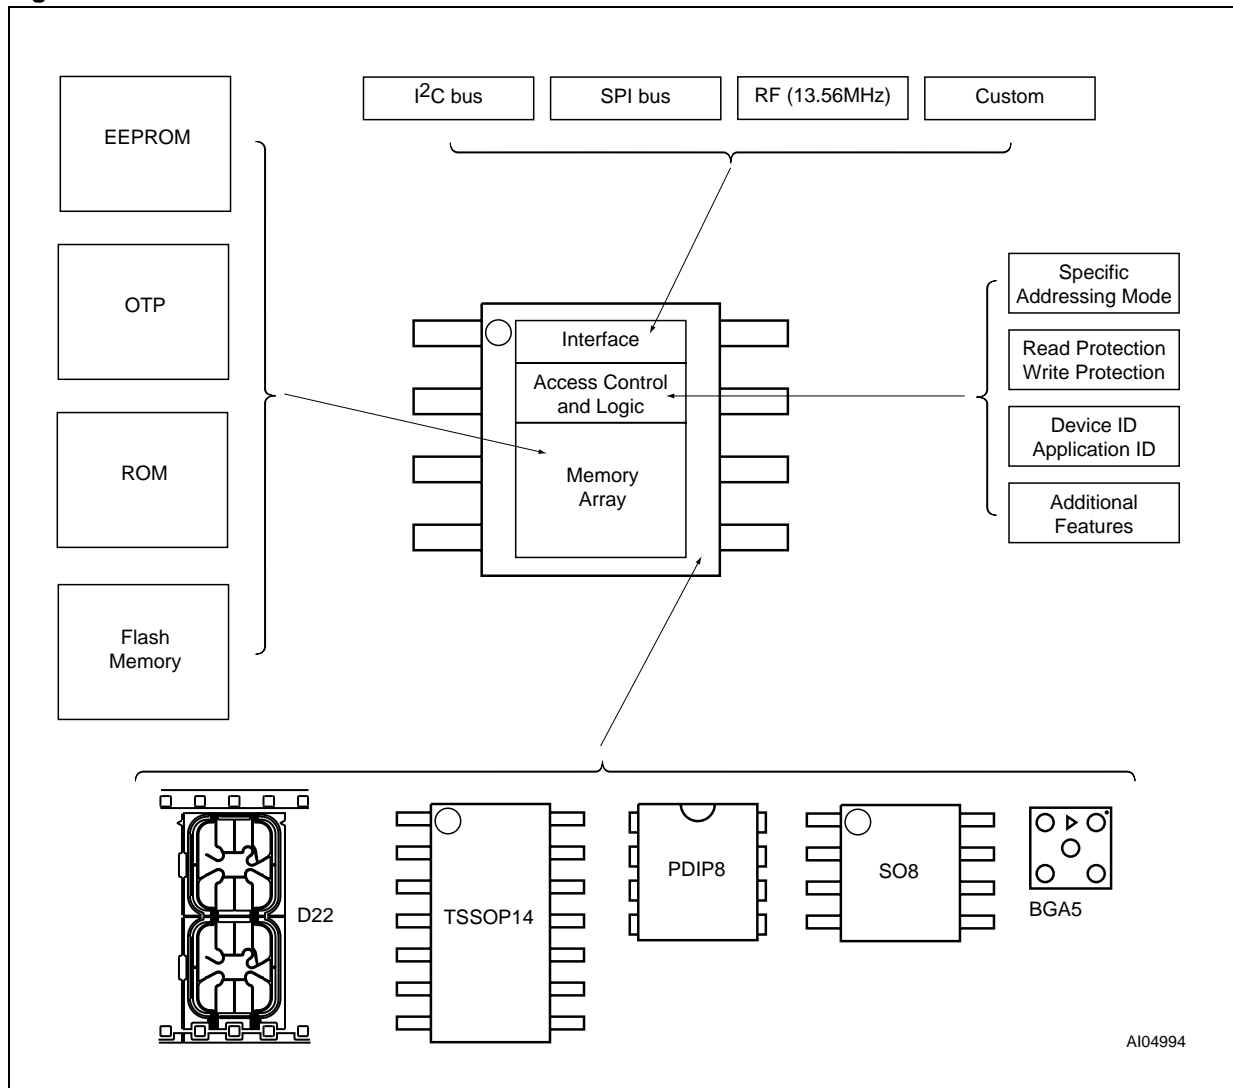 I2C bus
SPI bus
RF (13.56MHz)
Custom
EEPROM
OTP
ROM
Flash
Memory
Interface
Access Control
and Logic
Memory
Array
Specific
Addressing Mode
Read Protection
Write Protection
Device ID
Application ID
Additional
Features
D22
TSSOP14
PDIP8
SO8
BGA5
AI04994